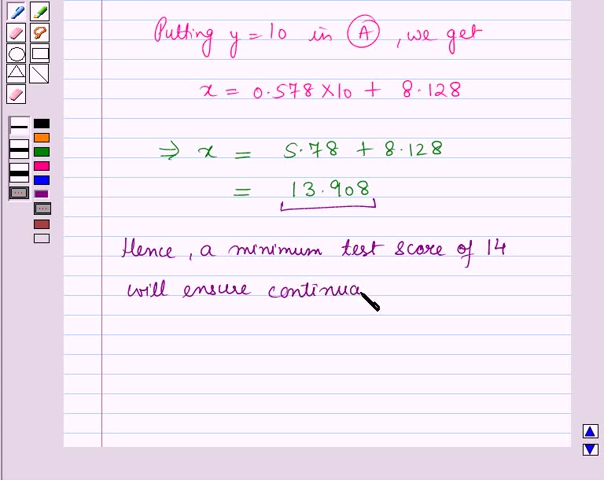 Putting y = 10 in (A), we get
x = 0.578 × 10 + 8.128
⇒ x = 5.78 + 8.128
= 13.908
Hence, a minimum test score of 14
will ensure continua